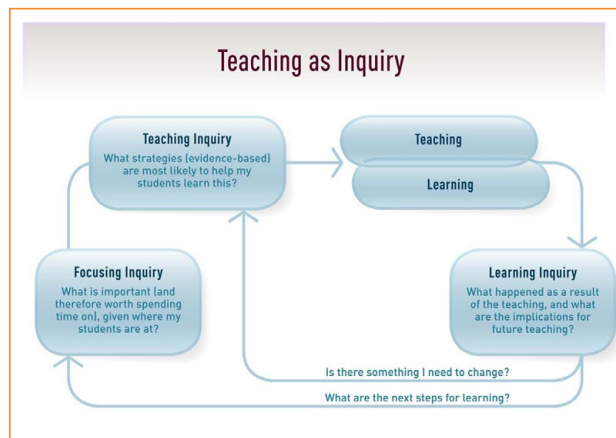 Teaching as Inquiry
Teaching Inquiry
What strategies (evidence-based)
are most likely to help my
students learn this?
Teaching
Learning
Focusing Inquiry
What is important (and
therefore worth spending
time on), given where my
students are at?
Learning Inquiry
What happened as a result
of the teaching, and what
are the implications for
future teaching?
Is there something I need to change?
What are the next steps for learning?